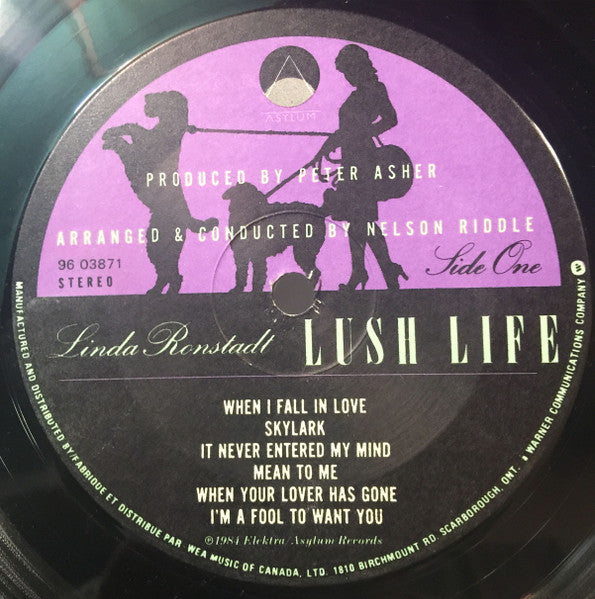 ASYLUM
PRODUCED BY PETER ASHER
ARRANGED & CONDUCTED BY NELSON RIDDLE
96 03871
STEREO
Side One
Linda Ronstadt
LUSH LIFE
WHEN I FALL IN LOVE
SKYLARK
IT NEVER ENTERED MY MIND
MEAN TO ME
WHEN YOUR LOVER HAS GONE
I'M A FOOL TO WANT YOU
℗1984 Elektra/Asylum Records
MANUFACTURED AND DISTRIBUTED BY/FABRIQUE ET DISTRIBUE PAR WEA MUSIC OF CANADA, LTD. 1810 BIRCHMOUNT RD. SCARBOROUGH, ONT. A WARNER COMMUNICATIONS COMPANY